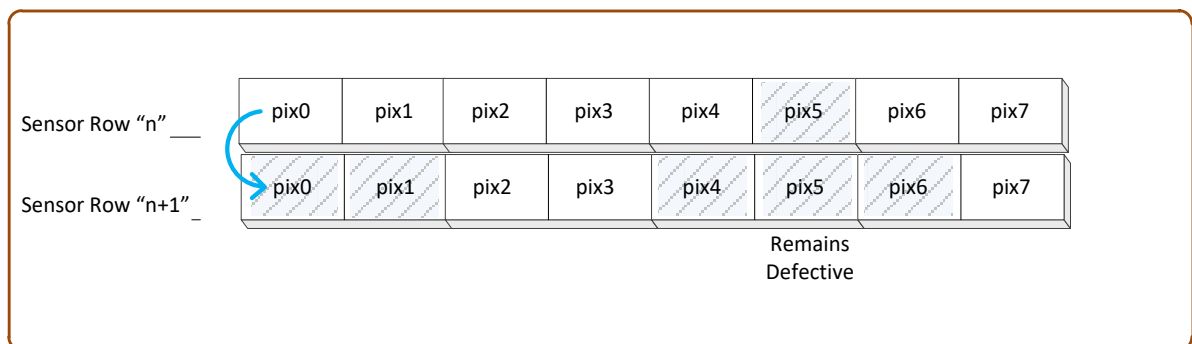 pix0 pix1 pix2 pix3 pix4 pix5 pix6 pix7
Sensor Row “n” ___
pix0 pix1 pix2 pix3 pix4 pix5 pix6 pix7
Sensor Row “n+1” _
Remains
Defective